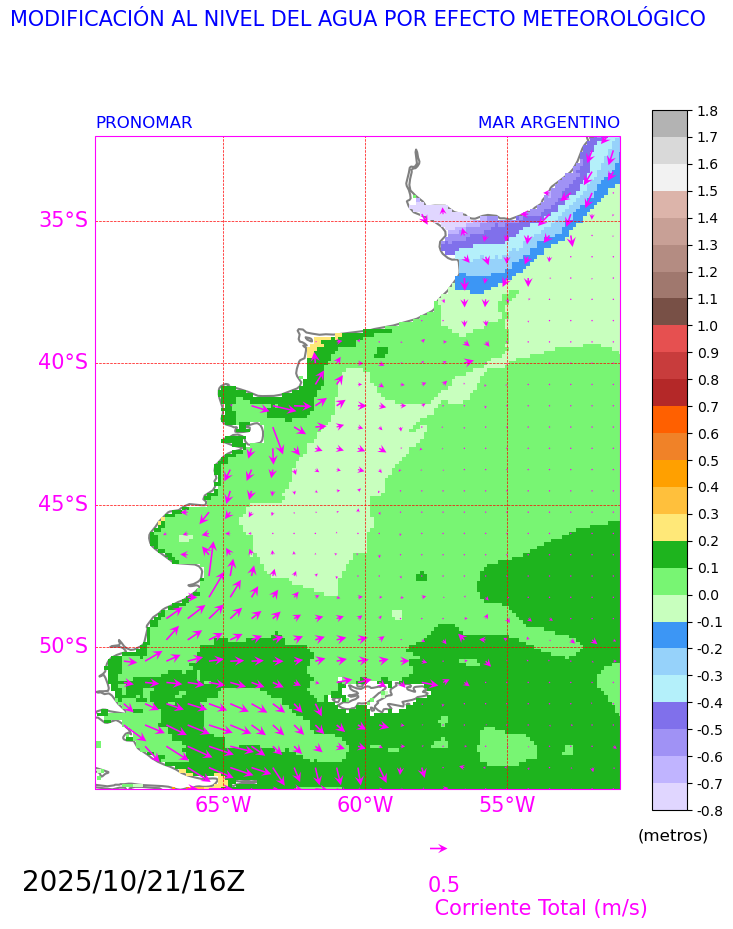 MODIFICACIÓN AL NIVEL DEL AGUA POR EFECTO METEOROLÓGICO
PRONOMAR MAR ARGENTINO
35°S
40°S
45°S
50°S
65°W 60°W 55°W
1.8
1.7
1.6
1.5
1.4
1.3
1.2
1.1
1.0
0.9
0.8
0.7
0.6
0.5
0.4
0.3
0.2
0.1
0.0
-0.1
-0.2
-0.3
-0.4
-0.5
-0.6
-0.7
-0.8
(metros)
2025/10/21/16Z
0.5
Corriente Total (m/s)